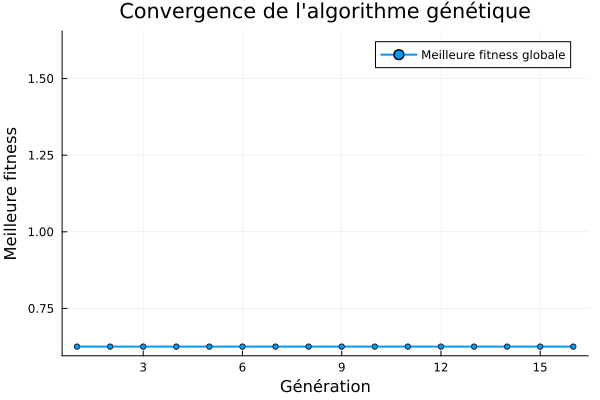 Convergence de l'algorithme génétique
Meilleure fitness globale
Meilleure fitness
1.50
1.25
1.00
0.75
3 6 9 12 15
Génération